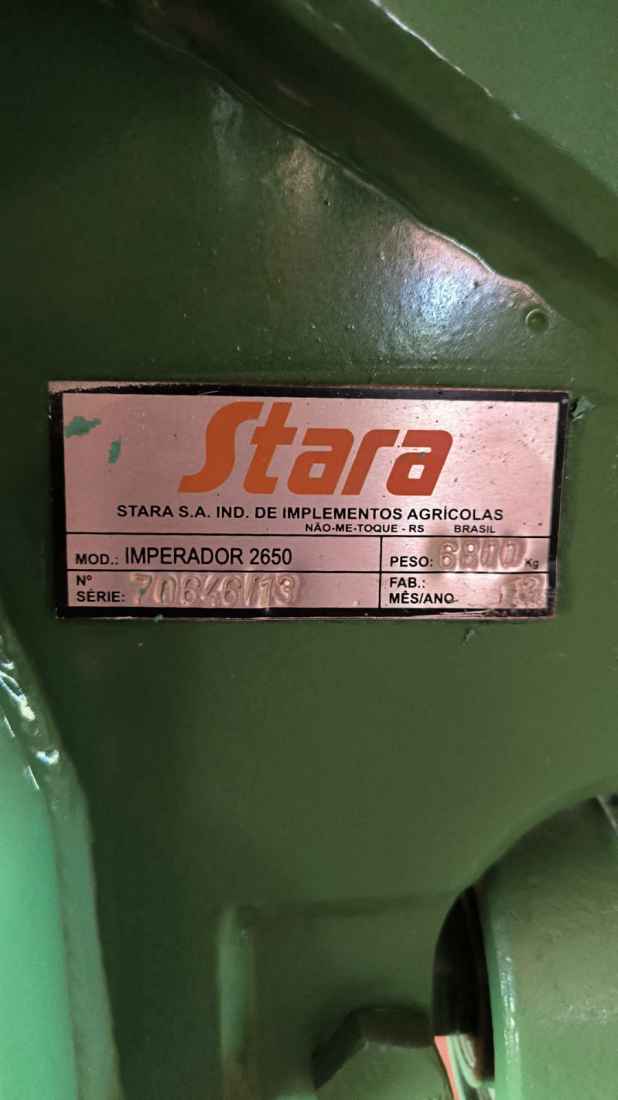 Stara
STARA S.A. IND. DE IMPLEMENTOS AGRÍCOLAS
NÃO-ME-TOQUE - RS BRASIL
MOD.: IMPERADOR 2650
PESO: 6800 Kg
Nº SÉRIE: 70646/13
FAB.:
MÊS/ANO